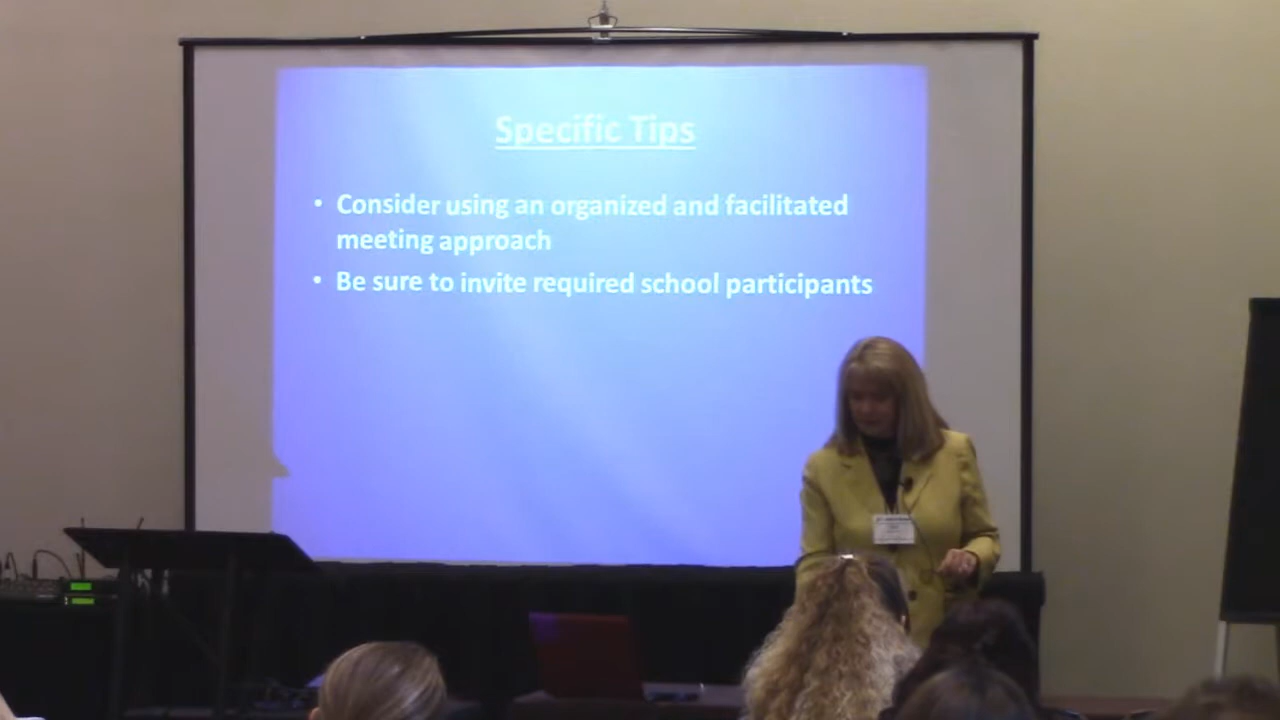 Specific Tips
• Consider using an organized and facilitated
meeting approach
• Be sure to invite required school participants